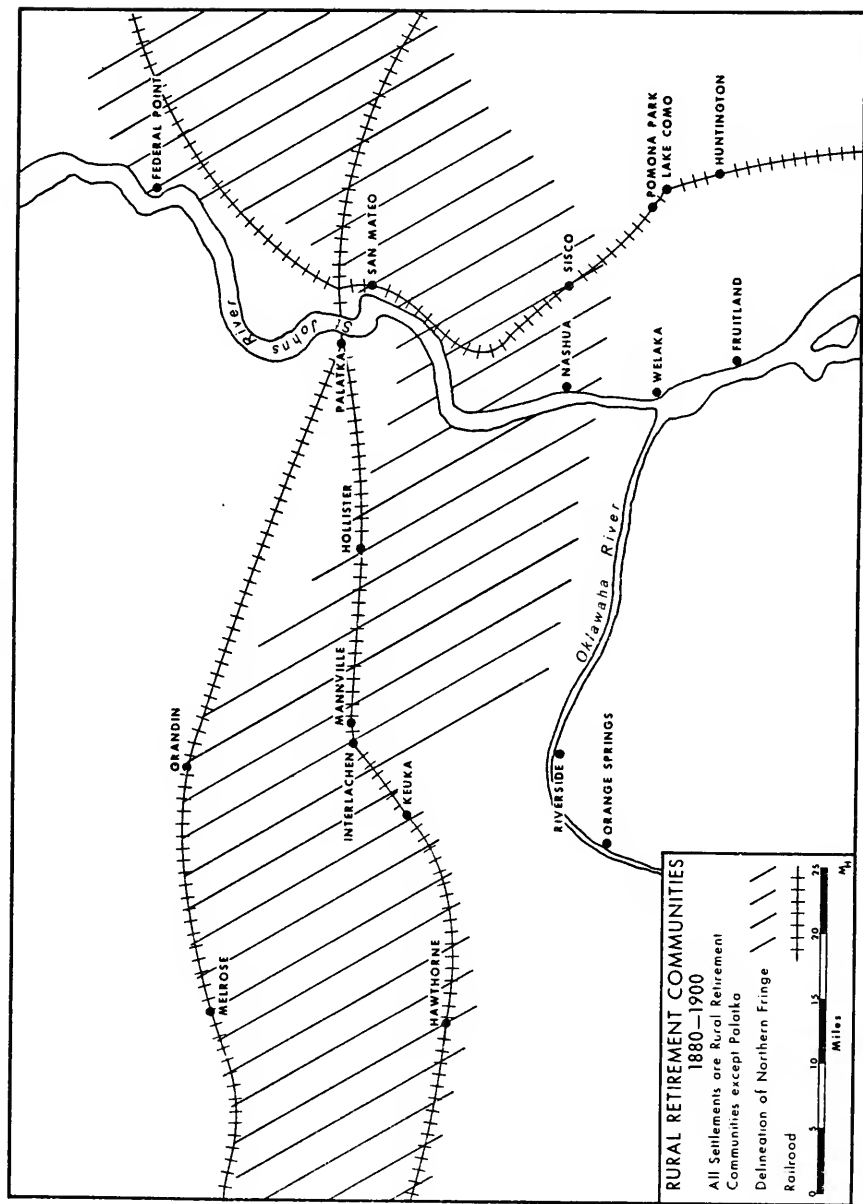 FEDERAL POINT
GRANDIN
MELROSE
St. Johns River
PALATKA
MANNVILLE
HOLLISTER
INTERLACHEN
SAN MATEO
KEUKA
HAWTHORNE
RIVERSIDE
NASHUA
SISCO
Oklawaha River
ORANGE SPRINGS
POMONA PARK
WELAKA
LAKE COMO
HUNTINGTON
FRUITLAND
RURAL RETIREMENT COMMUNITIES
1880—1900
All Settlements are Rural Retirement
Communities except Palatka
Delineation of Northern Fringe
Railroad
0 5 10 15 20 25
Miles
MH